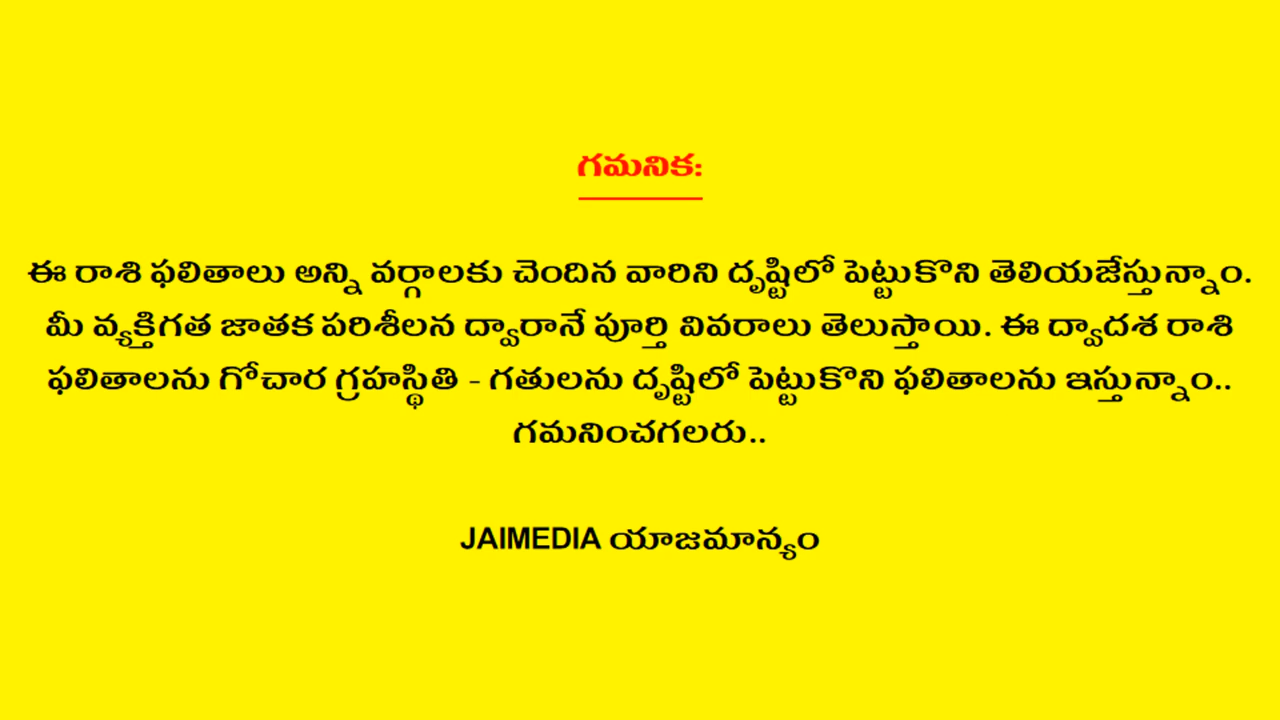 గమనిక:
ఈ రాశి ఫలితాలు అన్ని వర్గాలకు చెందిన వారిని దృష్టిలో పెట్టుకొని తెలియజేస్తున్నాం.
మీ వ్యక్తిగత జాతక పరిశీలన ద్వారానే పూర్తి వివరాలు తెలుస్తాయి. ఈ ద్వాదశ రాశి
ఫలితాలను గోచార గ్రహస్థితి - గతులను దృష్టిలో పెట్టుకొని ఫలితాలను ఇస్తున్నాం..
గమనించగలరు..
JAIMEDIA యాజమాన్యం